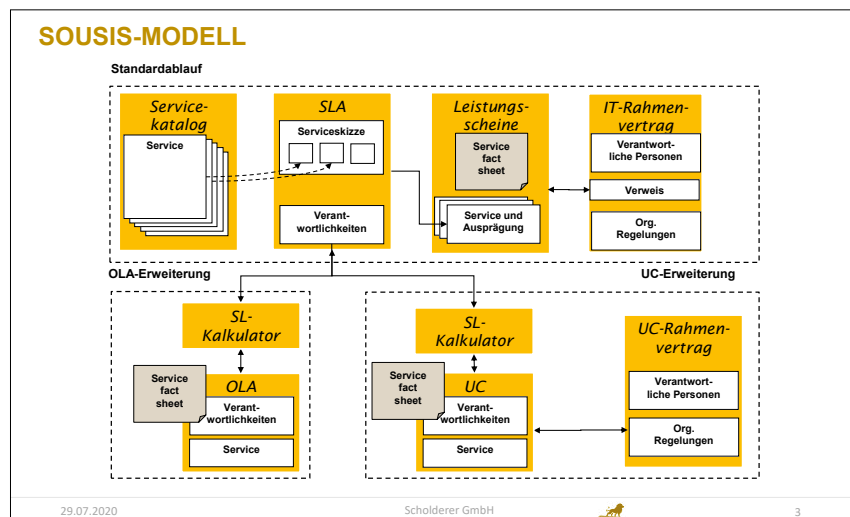 SOUSIS-MODELL
Standardablauf
Service-
katalog
Service
SLA
Serviceskizze
Verant-
wortlichkeiten
Leistungs-
scheine
Service
fact
sheet
Service und
Ausprägung
IT-Rahmen-
vertrag
Verantwort-
liche Personen
Verweis
Org.
Regelungen
OLA-Erweiterung
UC-Erweiterung
SL-
Kalkulator
Service
fact
sheet
OLA
Verant-
wortlichkeiten
Service
SL-
Kalkulator
Service
fact
sheet
UC
Verant-
wortlichkeiten
Service
UC-Rahmen-
vertrag
Verantwort-
liche Personen
Org.
Regelungen
29.07.2020
Scholderer GmbH
3